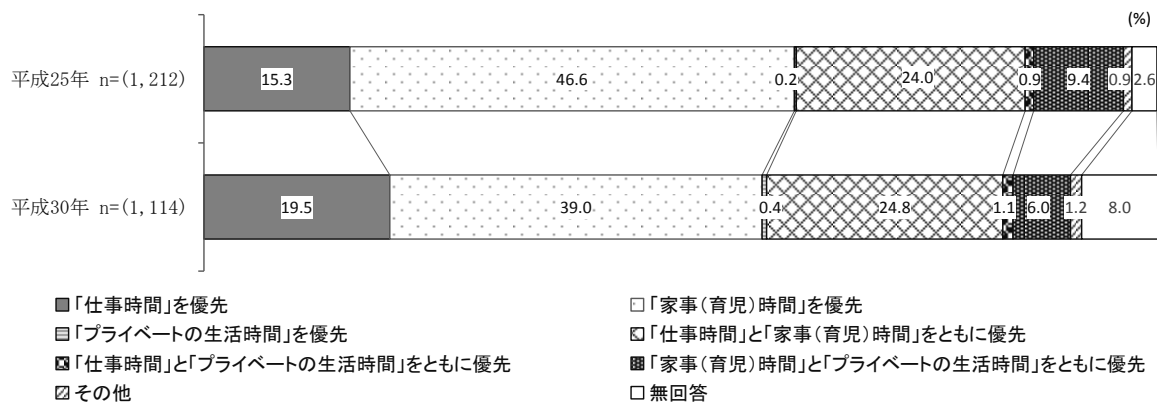 (%)
平成25年 n=(1,212)
15.3 46.6 0.2 24.0 0.9 9.4 0.9 2.6
平成30年 n=(1,114)
19.5 39.0 0.4 24.8 1.1 6.0 1.2 8.0
「仕事時間」を優先
「家事(育児)時間」を優先
「プライベートの生活時間」を優先
「仕事時間」と「家事(育児)時間」をともに優先
「仕事時間」と「プライベートの生活時間」をともに優先
「家事(育児)時間」と「プライベートの生活時間」をともに優先
その他
無回答